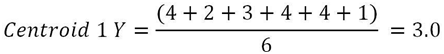 Centroid 1 Y = (4 + 2 + 3 + 4 + 4 + 1) / 6 = 3.0